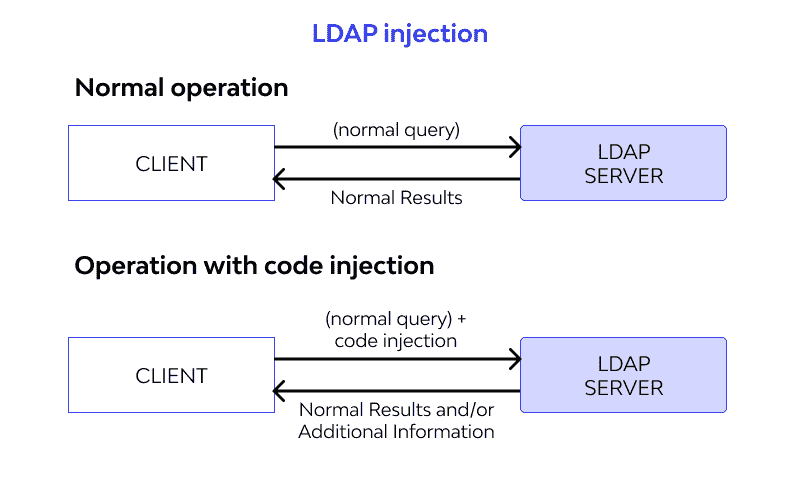 LDAP injection
Normal operation
CLIENT
(normal query)
Normal Results
LDAP
SERVER
Operation with code injection
CLIENT
(normal query) +
code injection
Normal Results and/or
Additional Information
LDAP
SERVER